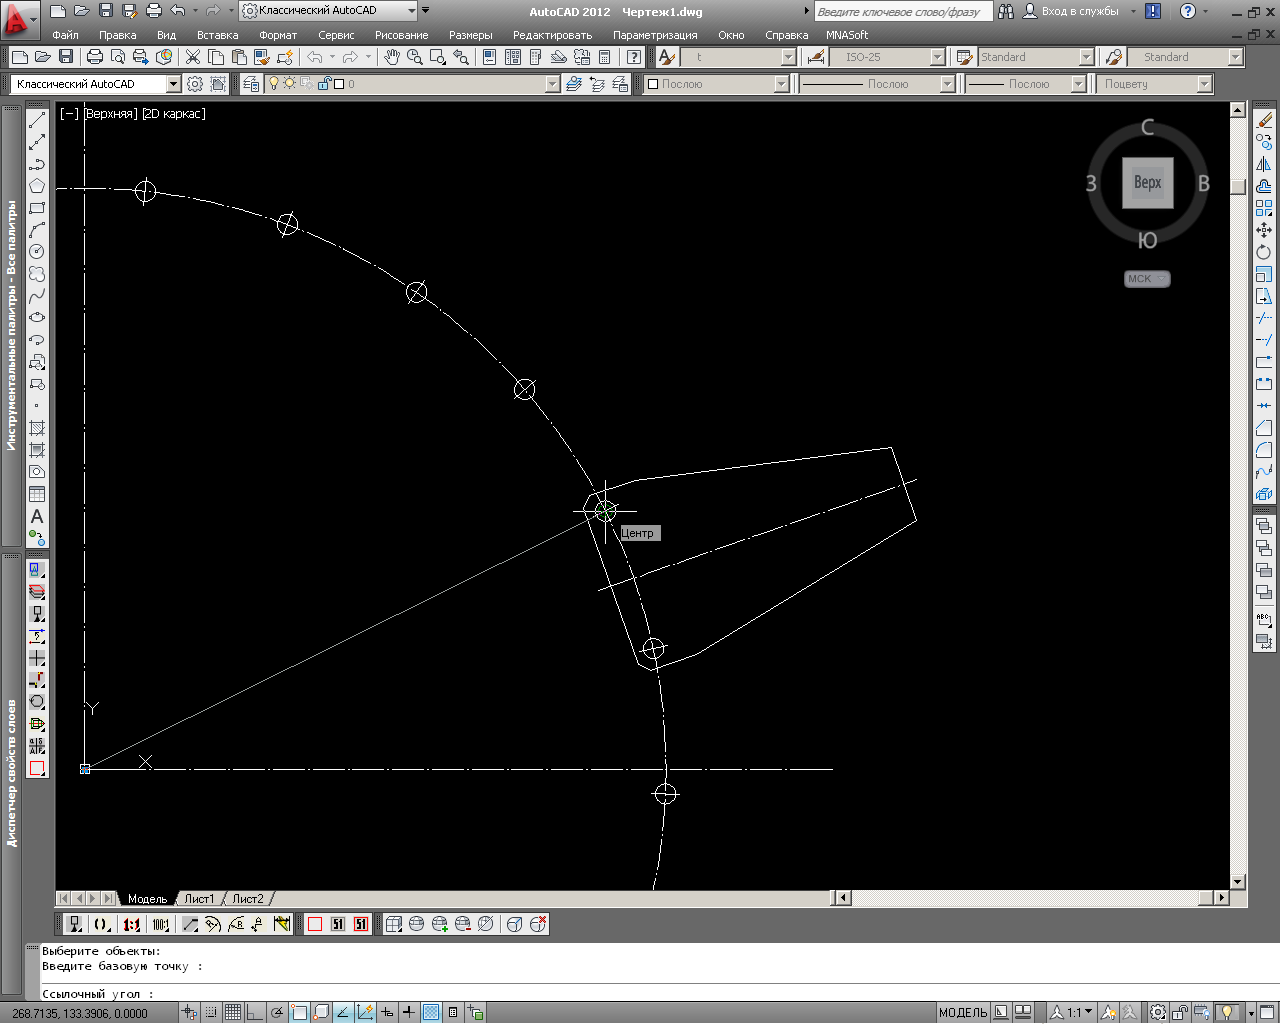 Классический AutoCAD
AutoCAD 2012 Чертеж1.dwg
Введите ключевое слово/фразу
Вход в службы
Файл Правка Вид Вставка Формат Сервис Рисование Размеры Редактировать Параметризация Окно Справка MNASoft
t
ISO-25
Standard
Standard
Классический AutoCAD
0
Послою
Послою
Послою
Поцвету
[−] [Верхняя] [2D каркас]
С
З
Верх
В
Ю
МСК
Инструментальные палитры - Все палитры
Диспетчер свойств слоев
Центр
Y
X
Модель Лист1 Лист2
Выберите объекты:
Введите базовую точку :
Ссылочный угол :
268.7135, 133.3906, 0.0000
МОДЕЛЬ
1:1